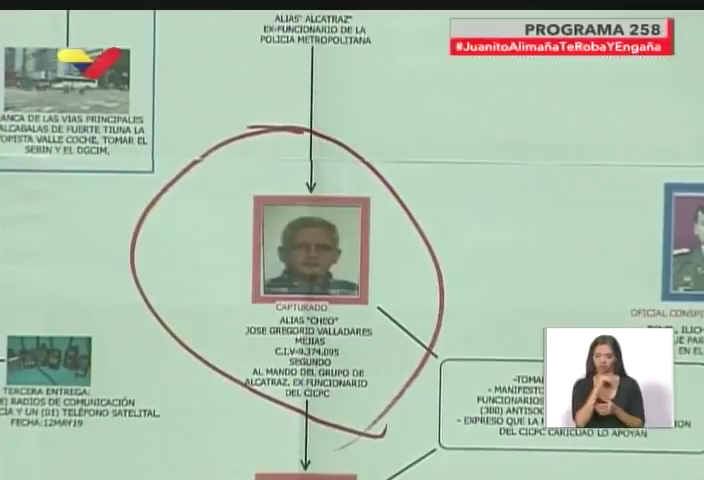 ALIAS" ALCATRAZ"
EX-FUNCIONARIO DE LA
POLICIA METROPOLITANA
PROGRAMA 258
#JuanitoAlimañaTeRobaYEngaña
ANCA DE LAS VIAS PRINCIPALES
ALCABALAS DE FUERTE TIUNA LA
TOPISTA VALLE COCHE, TOMAR EL
SEBIN Y EL DGCIM.
CAPTURADO
ALIAS "CHEO"
JOSE GREGORIO VALLADARES
MEJIAS
C.I.V-9.374.095
SEGUNDO
AL MANDO DEL GRUPO DE
ALCATRAZ. EX FUNCIONARIO
DEL CICPC
OFICIAL
EN EL
TERCERA ENTREGA:
RADIOS DE COMUNICACIÓN
CIA Y UN (01) TELÉFONO SATELITAL.
FECHA:12MAY19
- MANIFESTO
FUNCIONARIOS
(300) ANTISOC
- EXPRESO QUE LA
DEL CICPC CARICUAO LO APOYAN